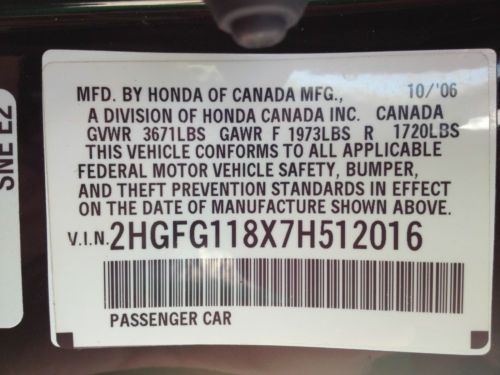 MFD. BY HONDA OF CANADA MFG., 10/'06
A DIVISION OF HONDA CANADA INC. CANADA
GVWR 3671LBS GAWR F 1973LBS R 1720LBS
THIS VEHICLE CONFORMS TO ALL APPLICABLE
FEDERAL MOTOR VEHICLE SAFETY, BUMPER,
AND THEFT PREVENTION STANDARDS IN EFFECT
ON THE DATE OF MANUFACTURE SHOWN ABOVE.
V.I.N. 2HGFG118X7H512016
PASSENGER CAR
SNE E2